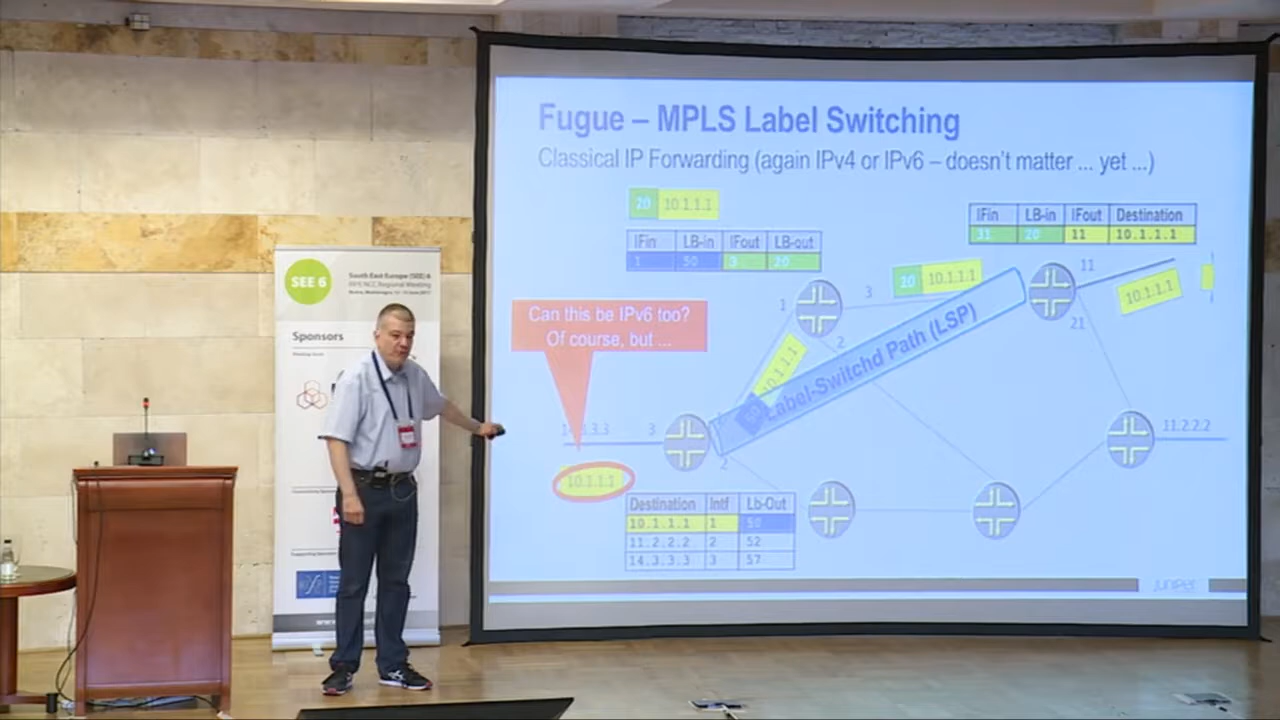 Fugue – MPLS Label Switching
Classical IP Forwarding (again IPv4 or IPv6 – doesn't matter ... yet ...)
20 10.1.1.1
IFin LB-in IFout LB-out
1 50 3 20
IFin LB-in IFout Destination
31 20 11 10.1.1.1
Can this be IPv6 too?
Of course, but ...
1
3
20 10.1.1.1
11
10.1.1.1
21
2
10.1.1.1
50
Label-Switchd Path (LSP)
3
2
11.2.2.2
10.1.1.1
Destination Intf Lb-Out
10.1.1.1 1 50
11.2.2.2 2 52
14.3.3.3 3 57
JUNIPER
SEE 6
South East Europe (SEE) 6
RIPE NCC Regional Meeting
Sponsors